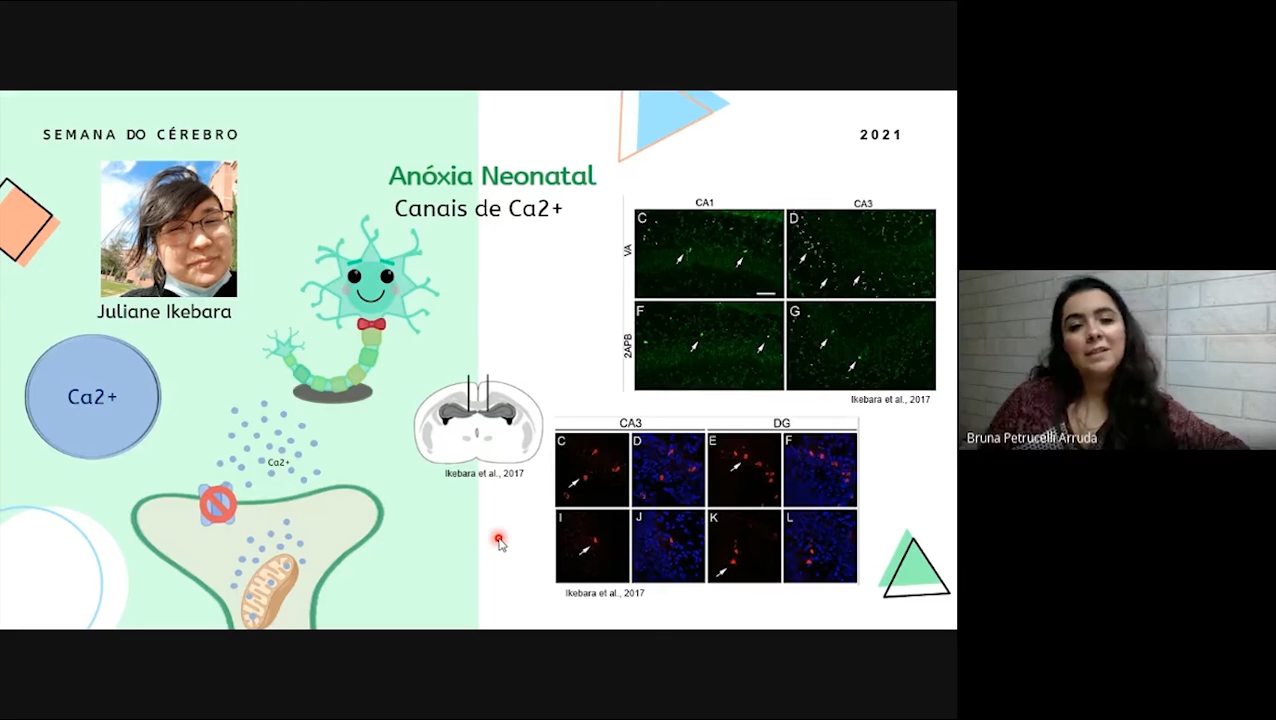 SEMANA DO CÉREBRO
2021
Anóxia Neonatal
Canais de Ca2+
Juliane Ikebara
Ca2+
Ca2+
CA1
CA3
VA
2APB
C
D
F
G
Ikebara et al., 2017
Ikebara et al., 2017
CA3
DG
C
D
E
F
I
J
K
L
Ikebara et al., 2017
Bruna Petrucelli Arruda